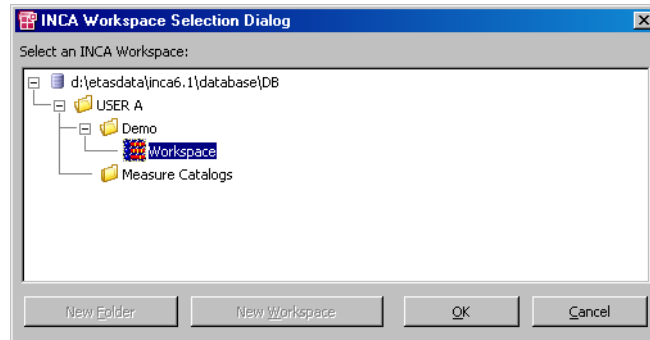 INCA Workspace Selection Dialog
Select an INCA Workspace:
d:\etasdata\inca6.1\database\DB
USER A
Demo
Workspace
Measure Catalogs
New Folder New Workspace OK Cancel